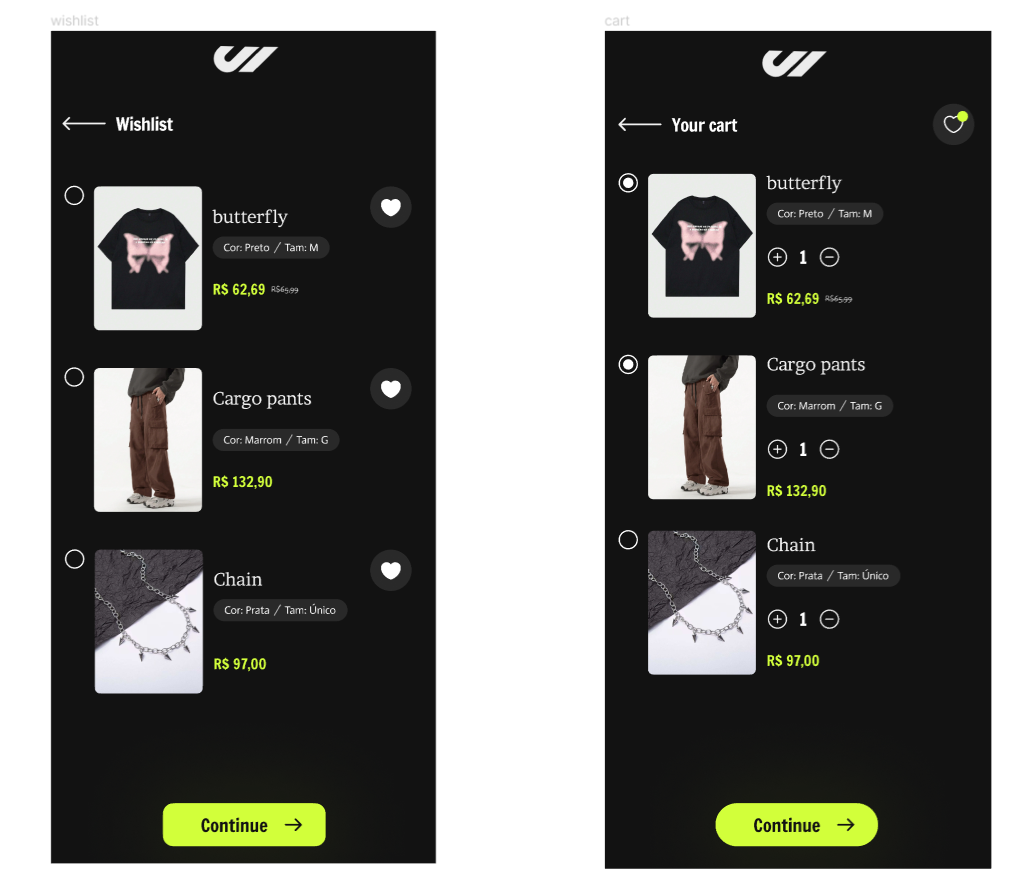 wishlist
Wishlist
butterfly
Cor: Preto / Tam: M
R$ 62,69 R$65,99
Cargo pants
Cor: Marrom / Tam: G
R$ 132,90
Chain
Cor: Prata / Tam: Único
R$ 97,00
Continue
cart
Your cart
butterfly
Cor: Preto / Tam: M
1
R$ 62,69 R$65,99
Cargo pants
Cor: Marrom / Tam: G
1
R$ 132,90
Chain
Cor: Prata / Tam: Único
1
R$ 97,00
Continue